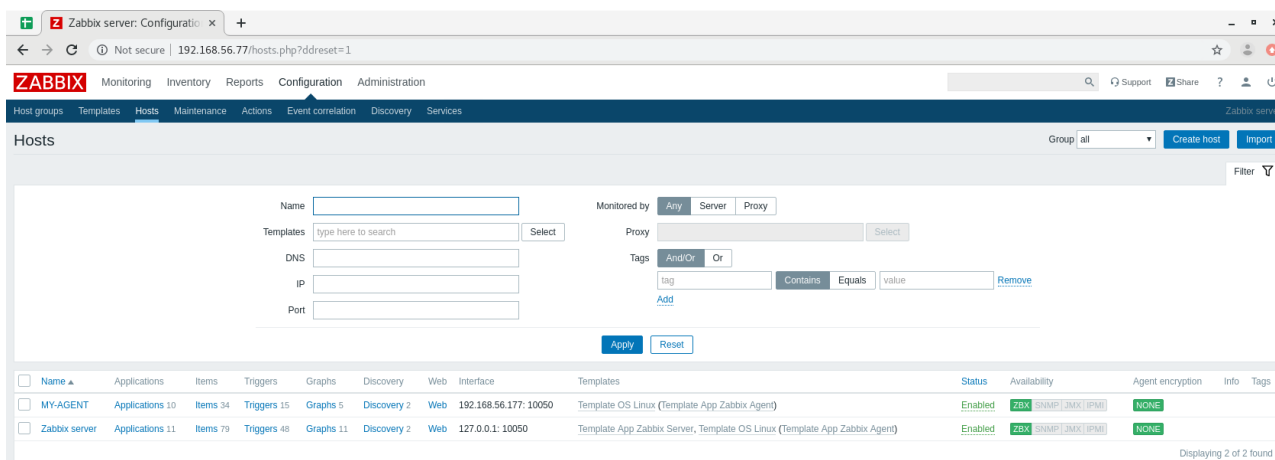 Zabbix server: Configuratio × +
Not secure | 192.168.56.77/hosts.php?ddreset=1
ZABBIX Monitoring Inventory Reports Configuration Administration Support Z Share ?
Host groups Templates Hosts Maintenance Actions Event correlation Discovery Services Zabbix serve
Hosts Group all Create host Import
Filter
Name Monitored by Any Server Proxy
Templates type here to search Select Proxy Select
DNS Tags And/Or Or
IP tag Contains Equals value Remove
Add
Port
Apply Reset
Name Applications Items Triggers Graphs Discovery Web Interface Templates Status Availability Agent encryption Info Tags
MY-AGENT Applications 10 Items 34 Triggers 15 Graphs 5 Discovery 2 Web 192.168.56.177: 10050 Template OS Linux (Template App Zabbix Agent) Enabled ZBX SNMP JMX IPMI NONE
Zabbix server Applications 11 Items 79 Triggers 48 Graphs 11 Discovery 2 Web 127.0.0.1: 10050 Template App Zabbix Server, Template OS Linux (Template App Zabbix Agent) Enabled ZBX SNMP JMX IPMI NONE
Displaying 2 of 2 found